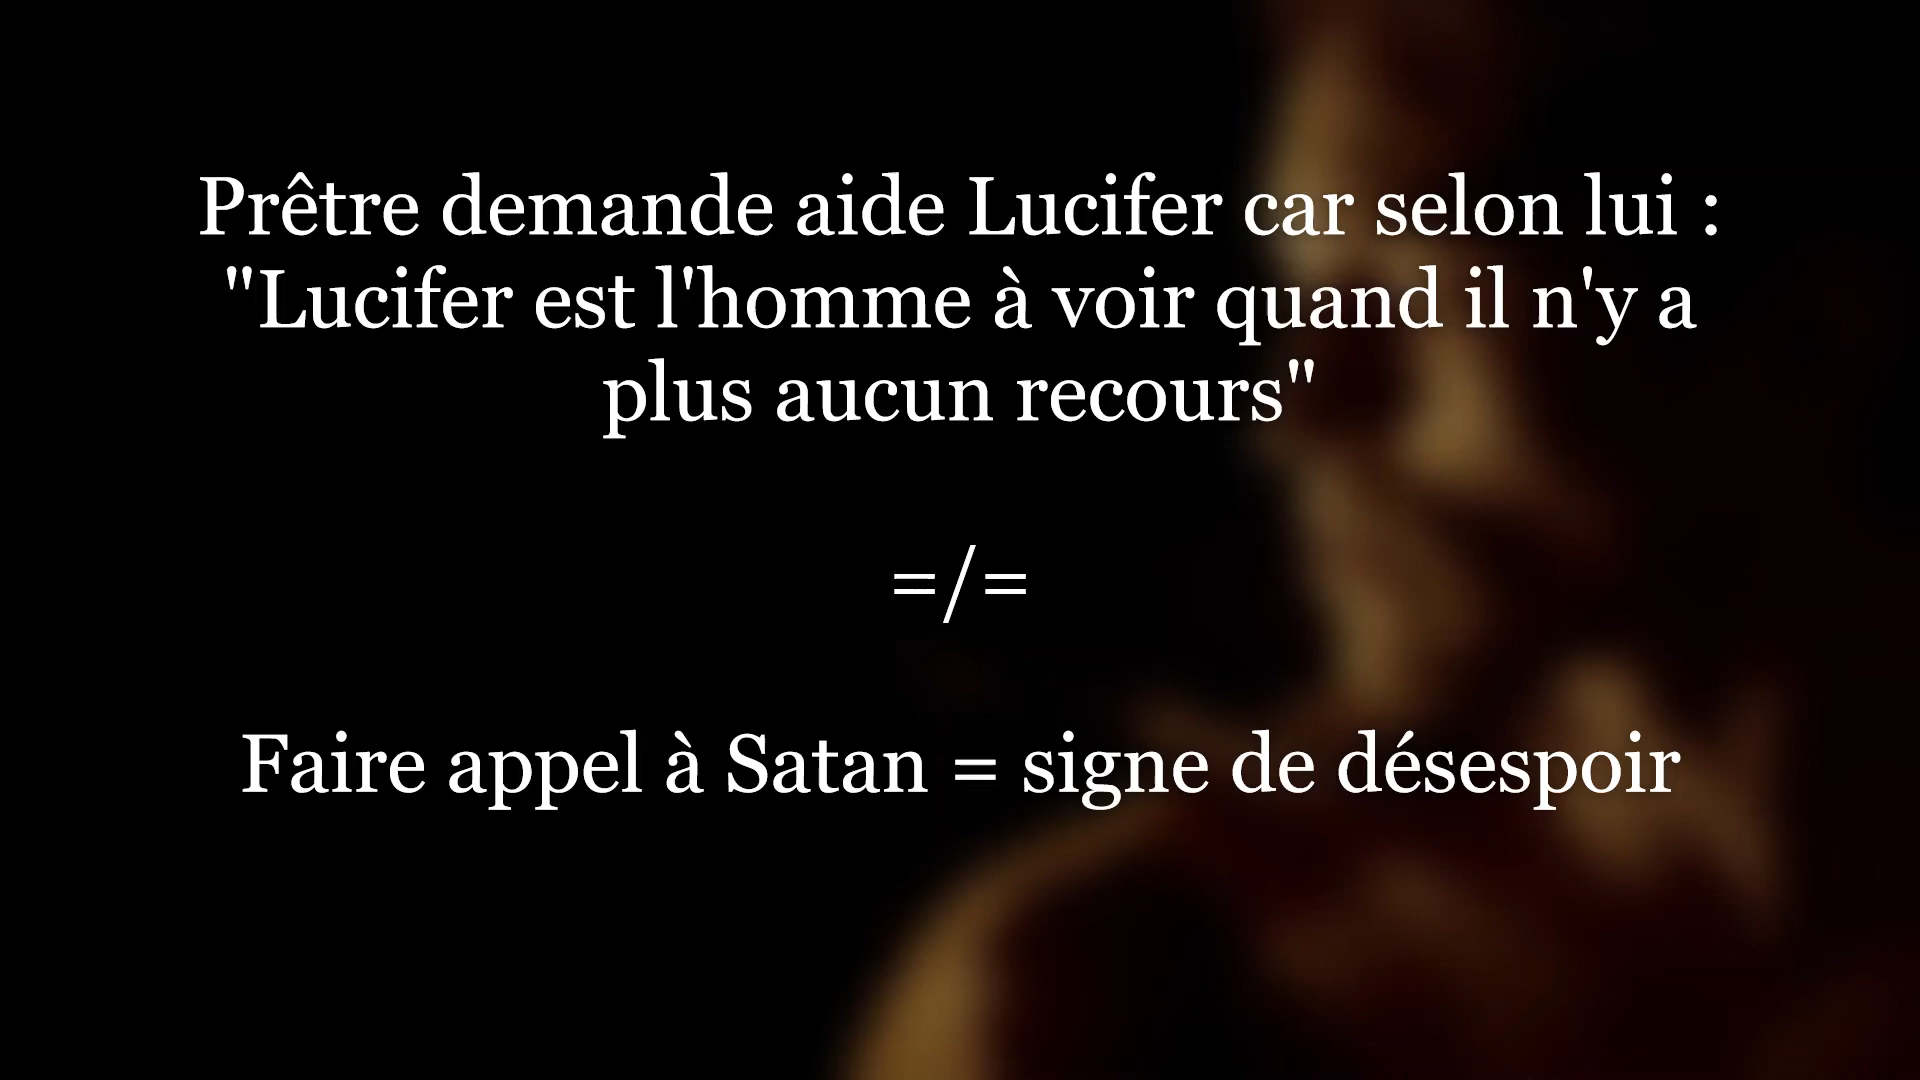 Prêtre demande aide Lucifer car selon lui :
"Lucifer est l'homme à voir quand il n'y a
plus aucun recours"
=/=
Faire appel à Satan = signe de désespoir